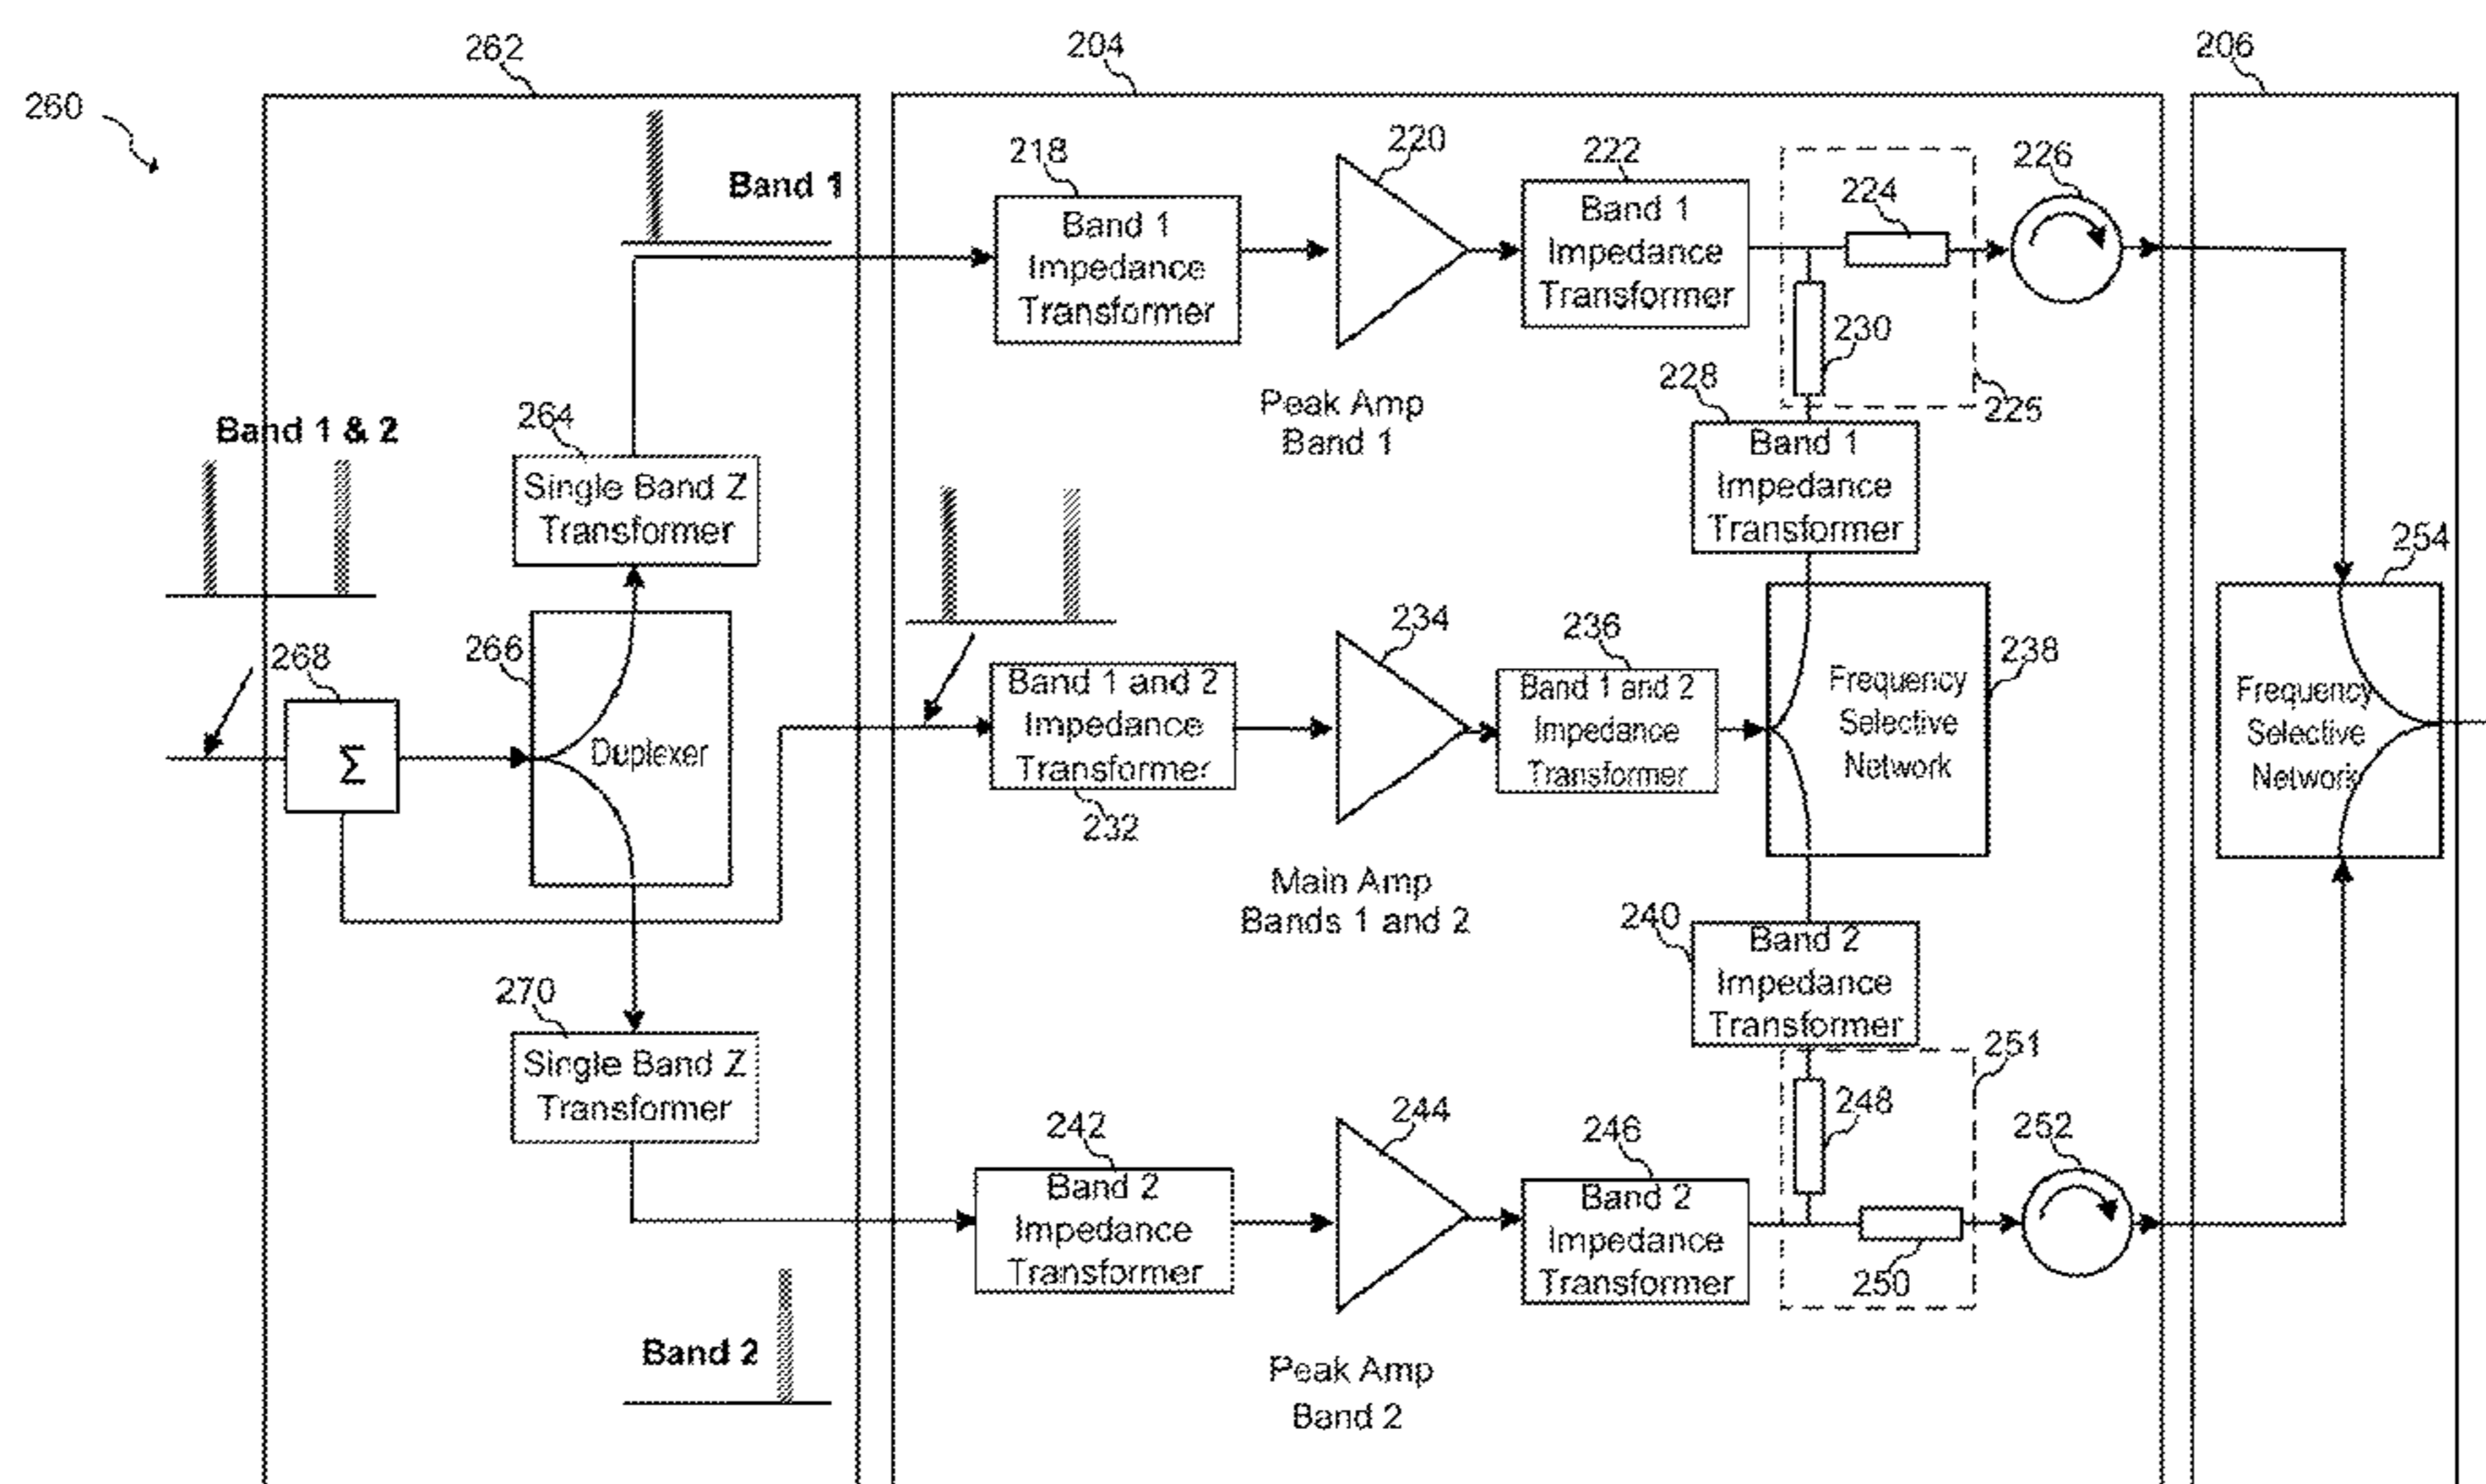 262
204
206
260
Band 1
218
Band 1
Impedance
Transformer
220
222
Band 1
Impedance
Transformer
224
226
230
225
Peak Amp
Band 1
228
Band 1
Impedance
Transformer
Band 1 & 2
264
Single Band Z
Transformer
254
268
Σ
266
Duplexer
Band 1 and 2
Impedance
Transformer
232
234
236
Band 1 and 2
Impedance
Transformer
Frequency
Selective
Network
238
Frequency
Selective
Network
Main Amp
Bands 1 and 2
240
Band 2
Impedance
Transformer
270
Single Band Z
Transformer
251
242
Band 2
Impedance
Transformer
244
246
Band 2
Impedance
Transformer
248
252
250
Band 2
Peak Amp
Band 2